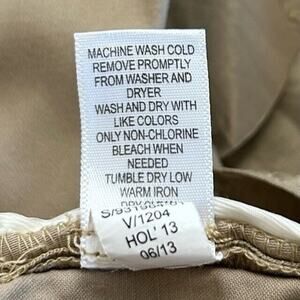 MACHINE WASH COLD
REMOVE PROMPTLY
FROM WASHER AND
DRYER
WASH AND DRY WITH
LIKE COLORS
ONLY NON-CHLORINE
BLEACH WHEN
NEEDED
TUMBLE DRY LOW
WARM IRON
V/1204
HOL' 13
06/13